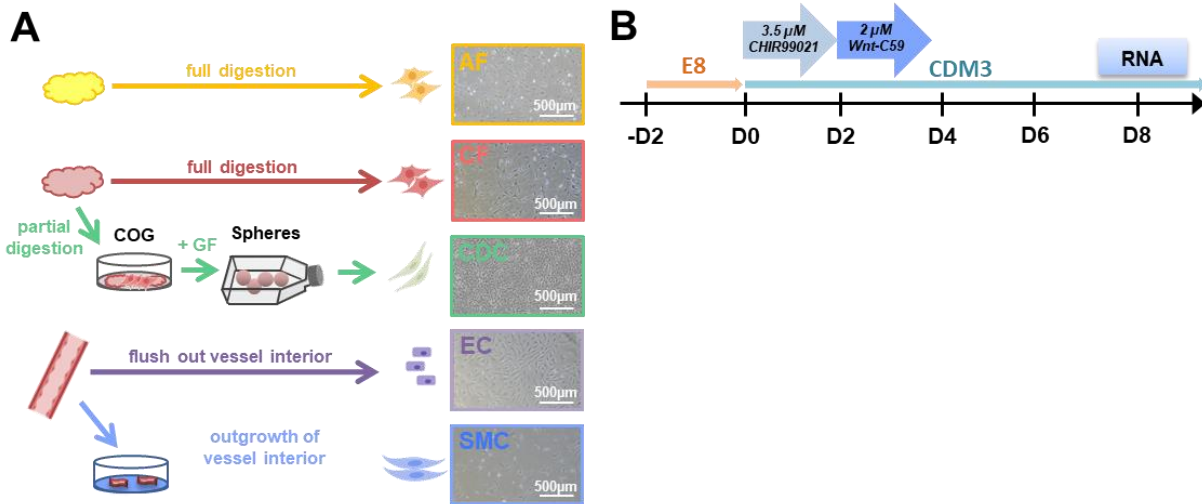 A
full digestion
AF
500µm
full digestion
CF
500µm
partial
digestion
COG
+ GF
Spheres
CDC
500µm
flush out vessel interior
EC
500µm
outgrowth of
vessel interior
SMC
500µm
B
3.5 µM
CHIR99021
2 µM
Wnt-C59
E8
CDM3
RNA
-D2
D0
D2
D4
D6
D8